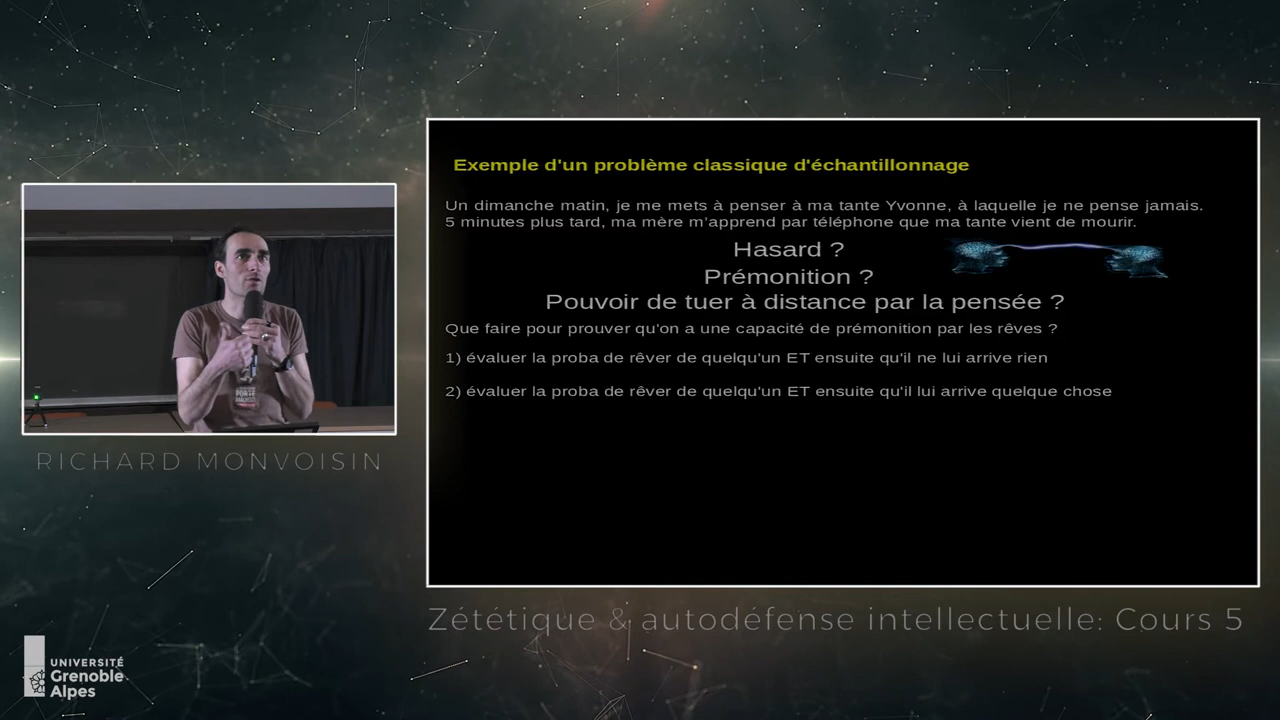 Exemple d'un problème classique d'échantillonnage
Un dimanche matin, je me mets à penser à ma tante Yvonne, à laquelle je ne pense jamais.
5 minutes plus tard, ma mère m'apprend par téléphone que ma tante vient de mourir.
Hasard ?
Prémonition ?
Pouvoir de tuer à distance par la pensée ?
Que faire pour prouver qu'on a une capacité de prémonition par les rêves ?
1) évaluer la proba de rêver de quelqu'un ET ensuite qu'il ne lui arrive rien
2) évaluer la proba de rêver de quelqu'un ET ensuite qu'il lui arrive quelque chose
RICHARD MONVOISIN
Zététique & autodéfense intellectuelle: Cours 5
UNIVERSITÉ
Grenoble
Alpes